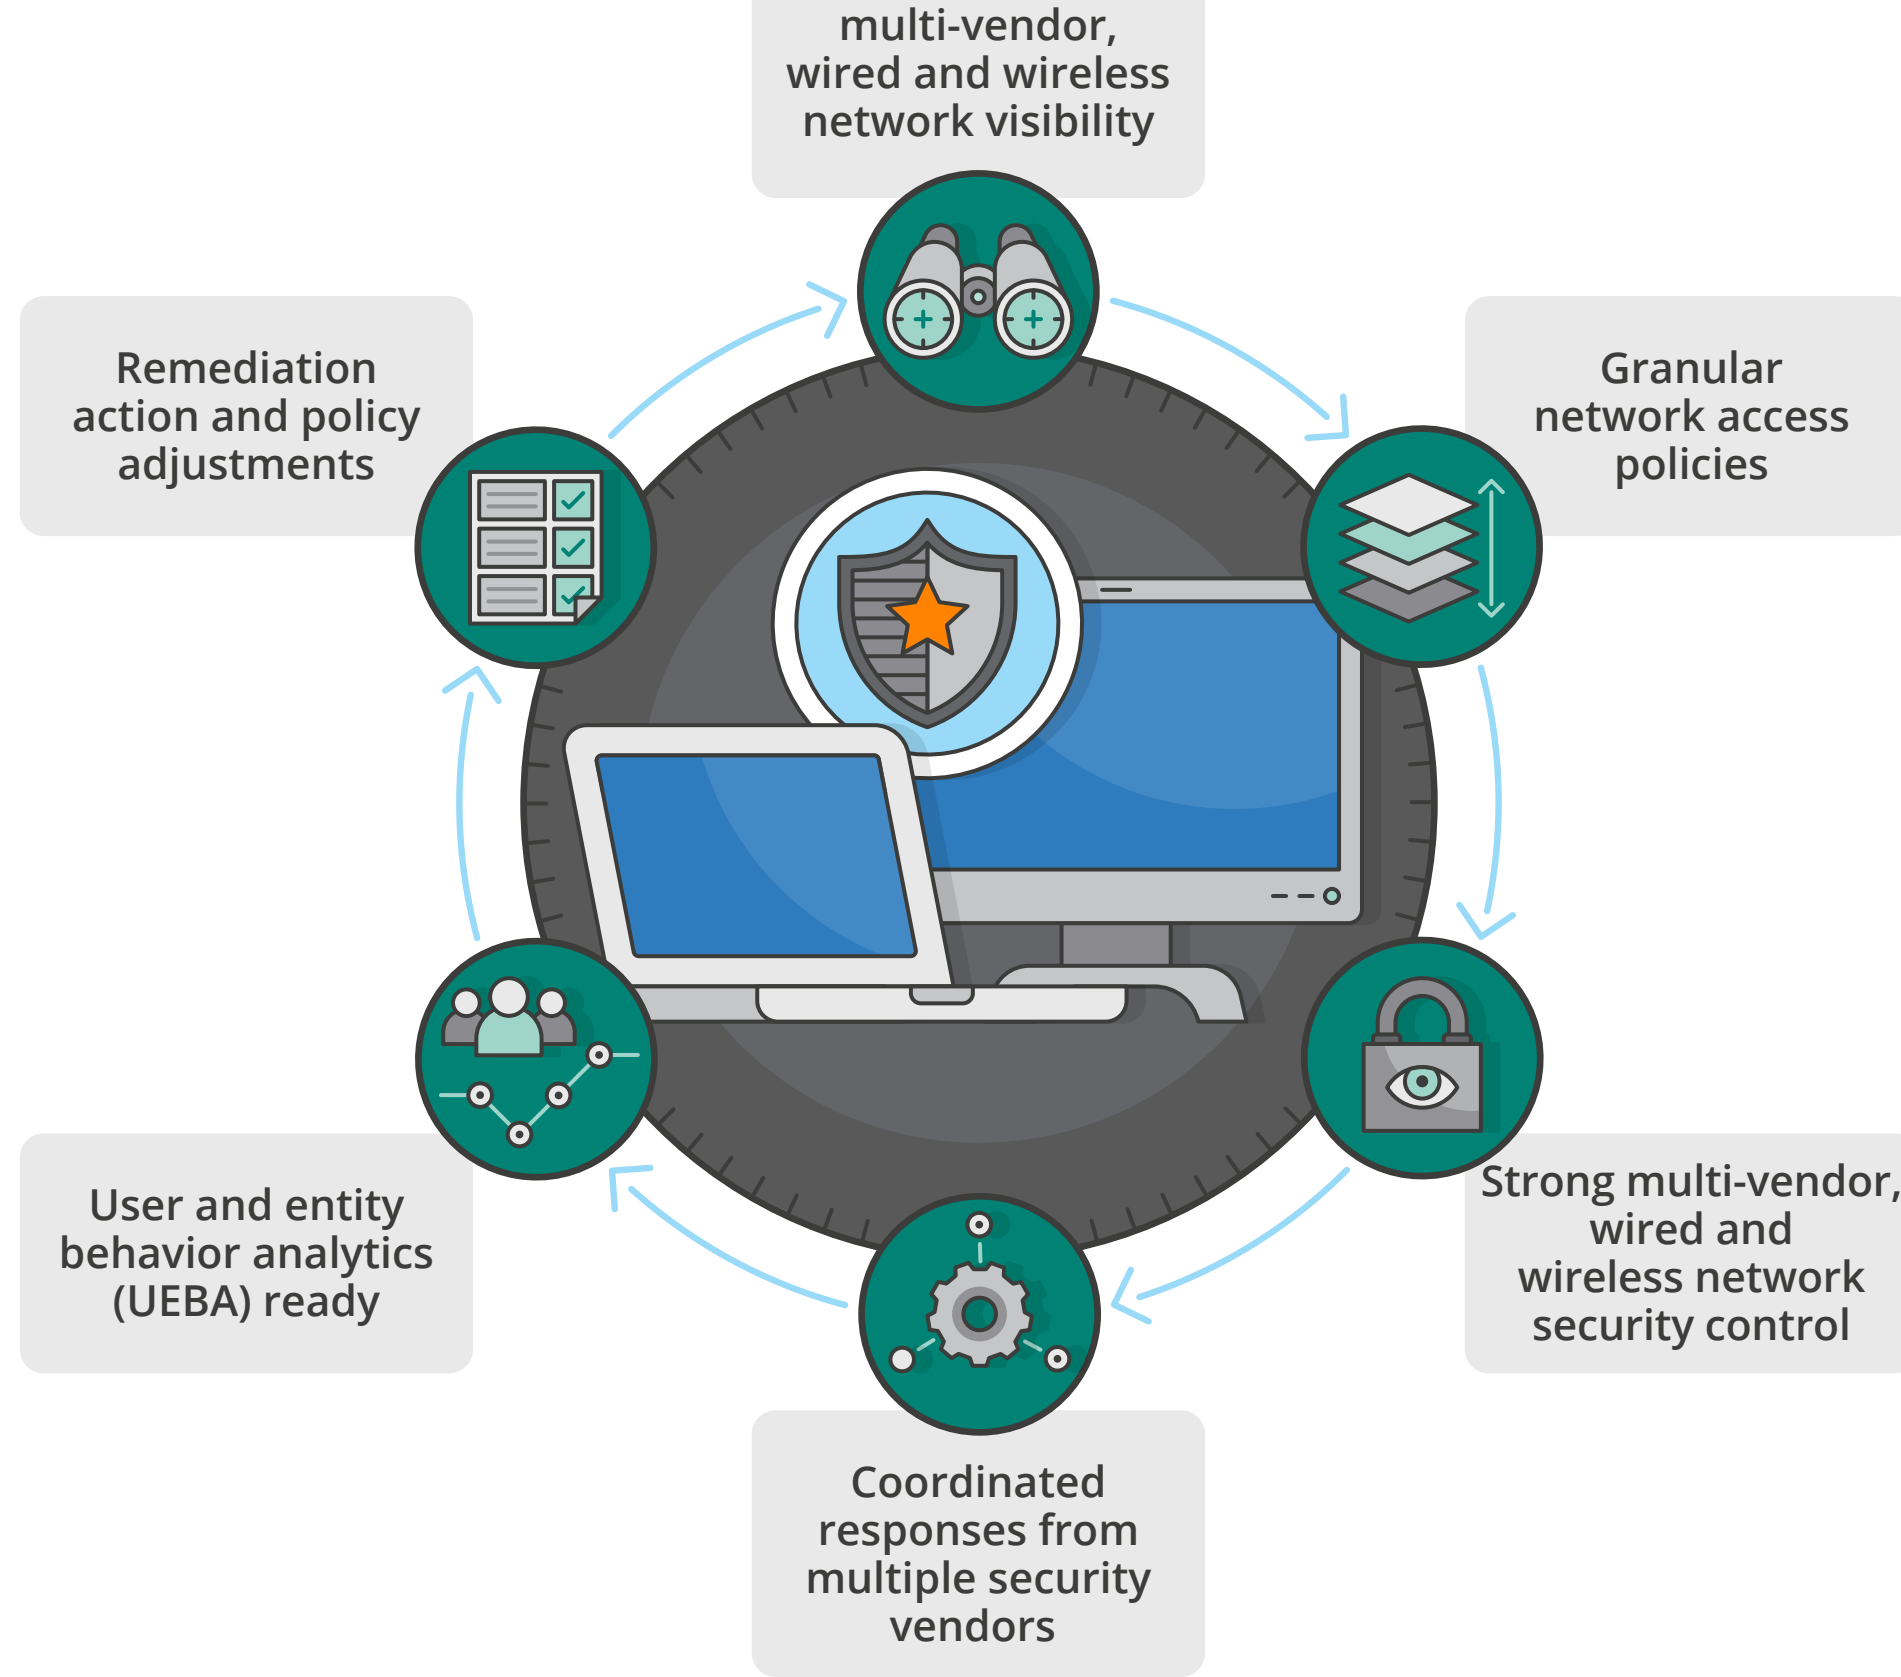 multi-vendor,
wired and wireless
network visibility
Granular
network access
policies
Strong multi-vendor,
wired and
wireless network
security control
Coordinated
responses from
multiple security
vendors
User and entity
behavior analytics
(UEBA) ready
Remediation
action and policy
adjustments